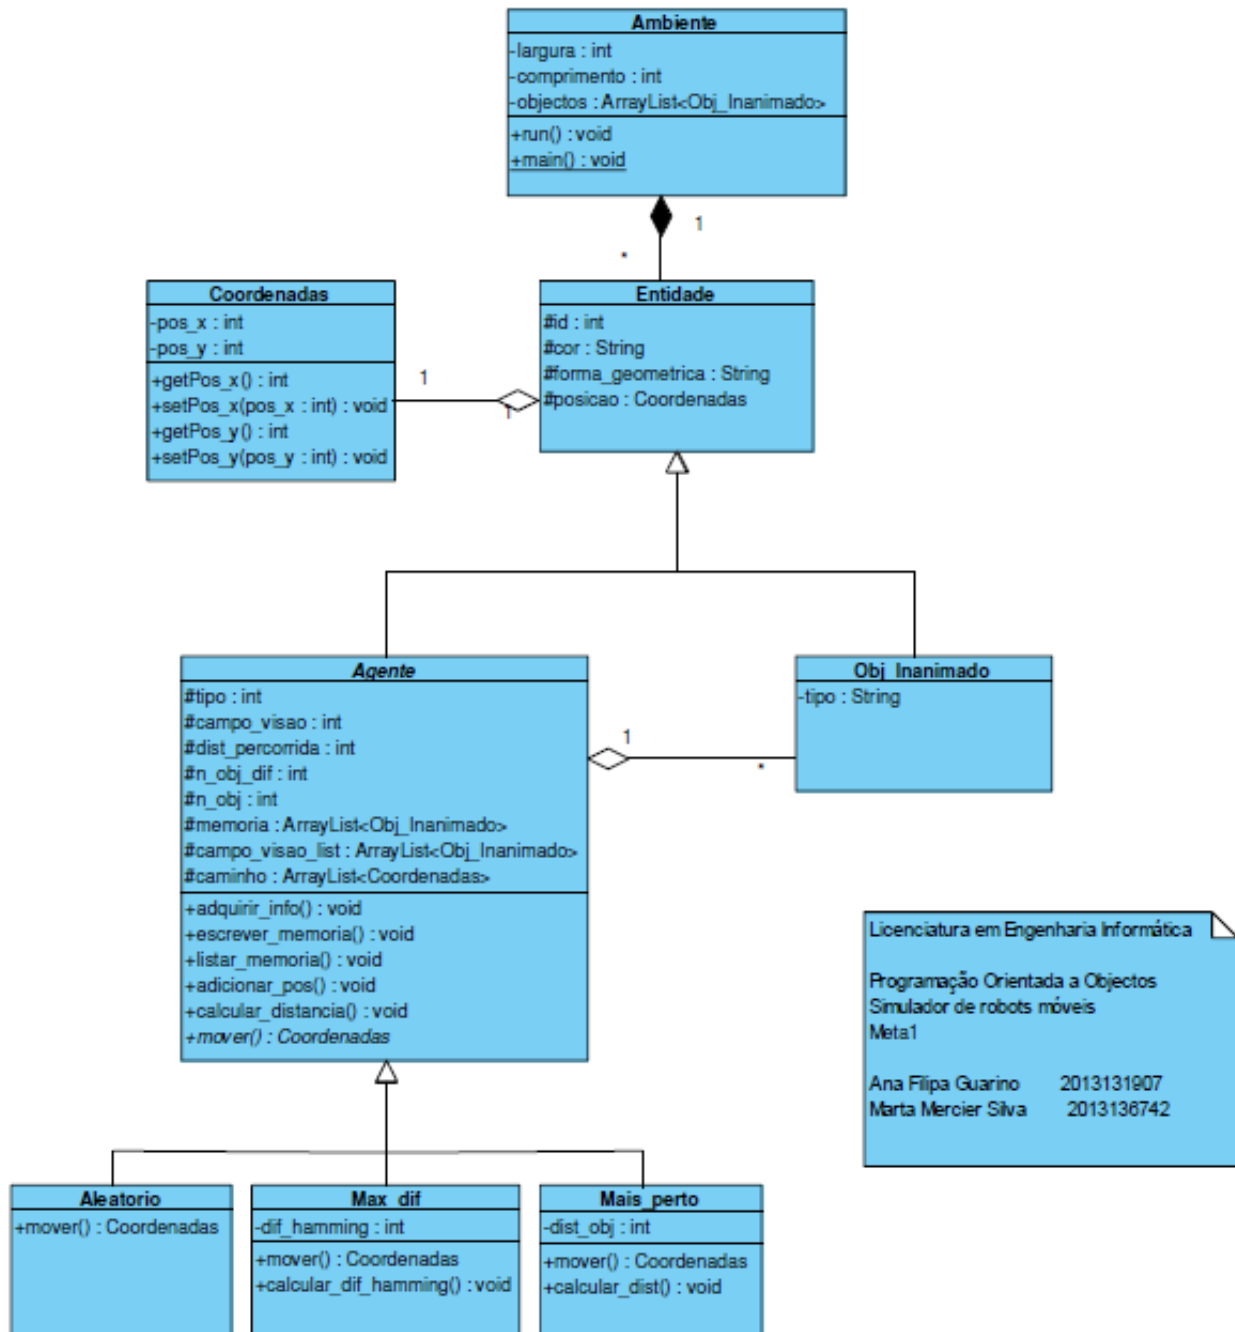 Ambiente
-largura : int
-comprimento : int
-objectos : ArrayList<Obj_Inanimado>
+run() : void
+main() : void
1
*
Coordenadas
-pos_x : int
-pos_y : int
+getPos_x() : int
+setPos_x(pos_x : int) : void
+getPos_y() : int
+setPos_y(pos_y : int) : void
1
1
Entidade
#id : int
#cor : String
#forma_geometrica : String
#posicao : Coordenadas
Agente
#tipo : int
#campo_visao : int
#dist_percorrida : int
#n_obj_dif : int
#n_obj : int
#memoria : ArrayList<Obj_Inanimado>
#campo_visao_list : ArrayList<Obj_Inanimado>
#caminho : ArrayList<Coordenadas>
+adquirir_info() : void
+escrever_memoria() : void
+listar_memoria() : void
+adicionar_pos() : void
+calcular_distancia() : void
+mover() : Coordenadas
1
*
Obj_Inanimado
-tipo : String
Licenciatura em Engenharia Informática
Programação Orientada a Objectos
Simulador de robots móveis
Meta1
Ana Filipa Guarino 2013131907
Marta Mercier Silva 2013136742
Aleatorio
+mover() : Coordenadas
Max_dif
-dif_hamming : int
+mover() : Coordenadas
+calcular_dif_hamming() : void
Mais_perto
-dist_obj : int
+mover() : Coordenadas
+calcular_dist() : void